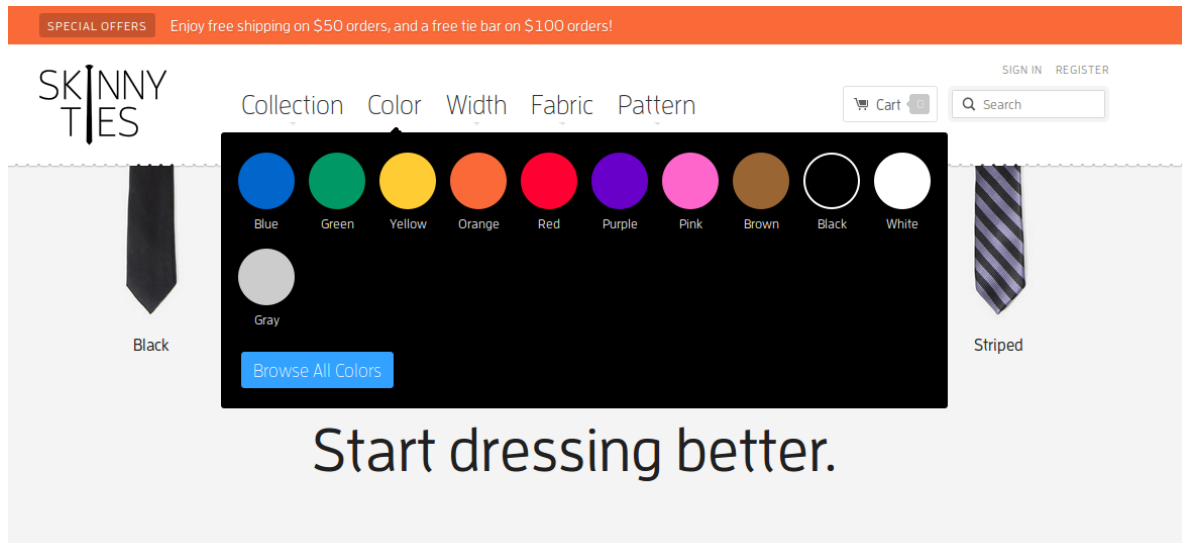 SPECIAL OFFERS Enjoy free shipping on $50 orders, and a free tie bar on $100 orders!
SIGN IN REGISTER
SKINNY
TIES
Collection Color Width Fabric Pattern
Cart 0
Search
Blue Green Yellow Orange Red Purple Pink Brown Black White
Gray
Black
Striped
Browse All Colors
Start dressing better.